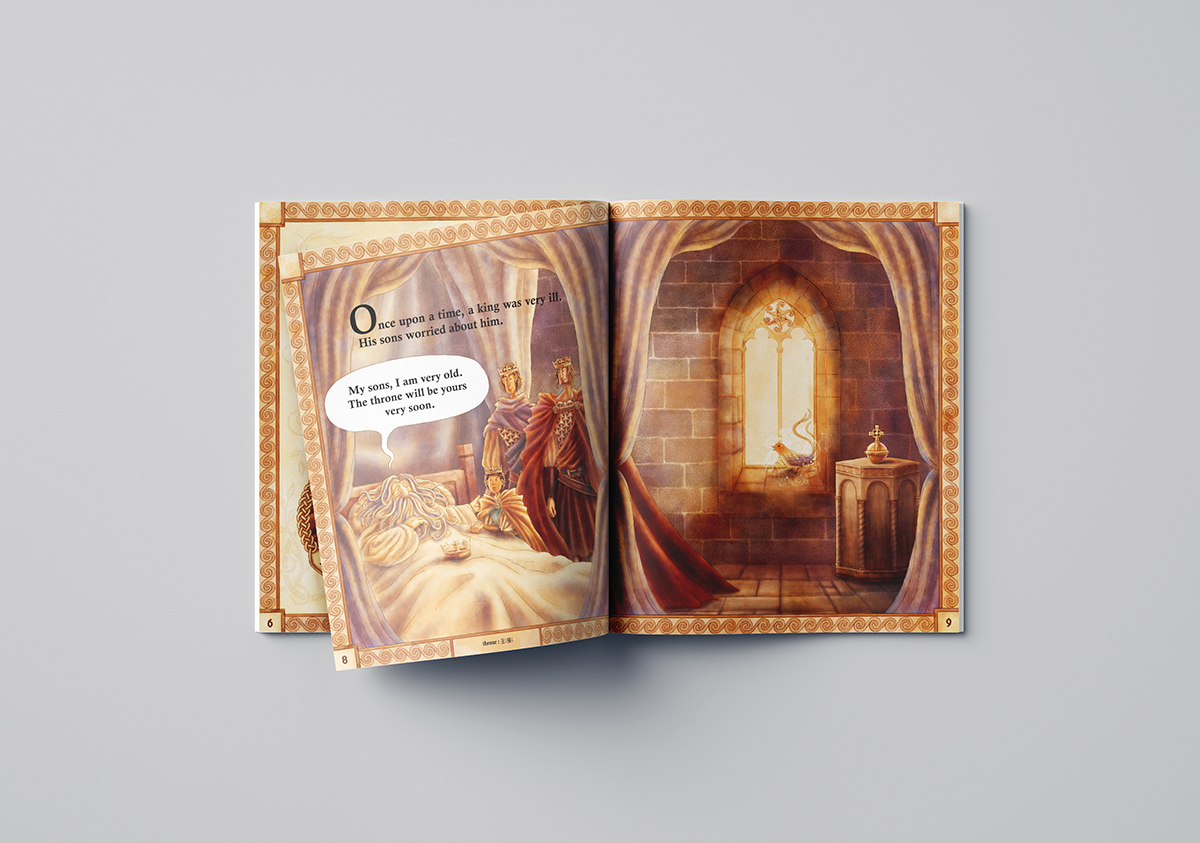 Once upon a time, a king was very ill.
His sons worried about him.
My sons, I am very old.
The throne will be yours
very soon.
throne :
6
8
9